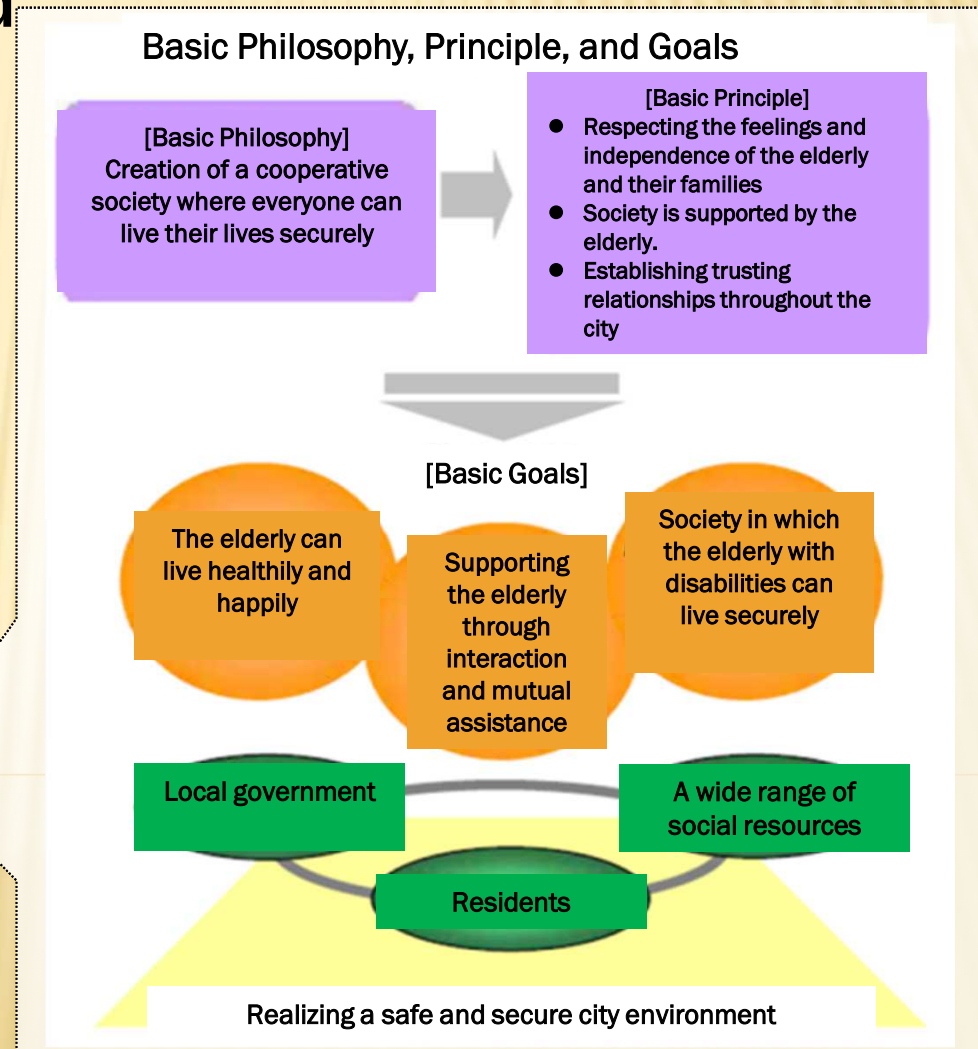 Basic Philosophy, Principle, and Goals
[Basic Philosophy]
Creation of a cooperative
society where everyone can
live their lives securely
[Basic Principle]
● Respecting the feelings and
independence of the elderly
and their families
● Society is supported by the
elderly.
● Establishing trusting
relationships throughout the
city
[Basic Goals]
The elderly can
live healthily and
happily
Supporting
the elderly
through
interaction
and mutual
assistance
Society in which
the elderly with
disabilities can
live securely
Local government
A wide range of
social resources
Residents
Realizing a safe and secure city environment